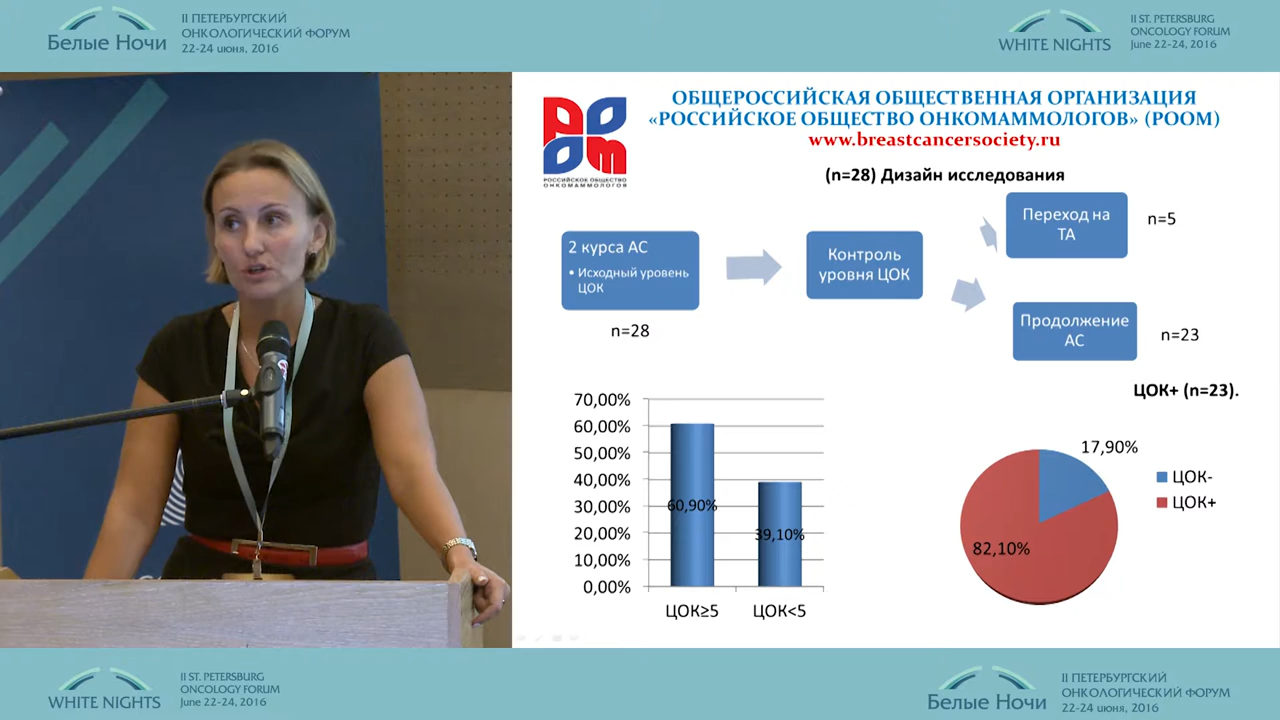 Белые Ночи
II ПЕТЕРБУРГСКИЙ
ОНКОЛОГИЧЕСКИЙ ФОРУМ
22-24 июня, 2016
WHITE NIGHTS
II ST. PETERSBURG
ONCOLOGY FORUM
June 22-24, 2016
РОООМ
РОССИЙСКОЕ ОБЩЕСТВО
ОНКОМАММОЛОГОВ
ОБЩЕРОССИЙСКАЯ ОБЩЕСТВЕННАЯ ОРГАНИЗАЦИЯ
«РОССИЙСКОЕ ОБЩЕСТВО ОНКОМАММОЛОГОВ» (РООМ)
www.breastcancersociety.ru
(n=28) Дизайн исследования
2 курса АС
• Исходный уровень
ЦОК
n=28
Контроль
уровня ЦОК
Переход на
ТА
n=5
Продолжение
АС
n=23
ЦОК+ (n=23).
70,00%
60,00%
50,00%
40,00%
30,00%
20,00%
10,00%
0,00%
60,90%
39,10%
ЦОК≥5
ЦОК<5
17,90%
82,10%
ЦОК-
ЦОК+
WHITE NIGHTS
II ST. PETERSBURG
ONCOLOGY FORUM
June 22-24, 2016
Белые Ночи
II ПЕТЕРБУРГСКИЙ
ОНКОЛОГИЧЕСКИЙ ФОРУМ
22-24 июня, 2016